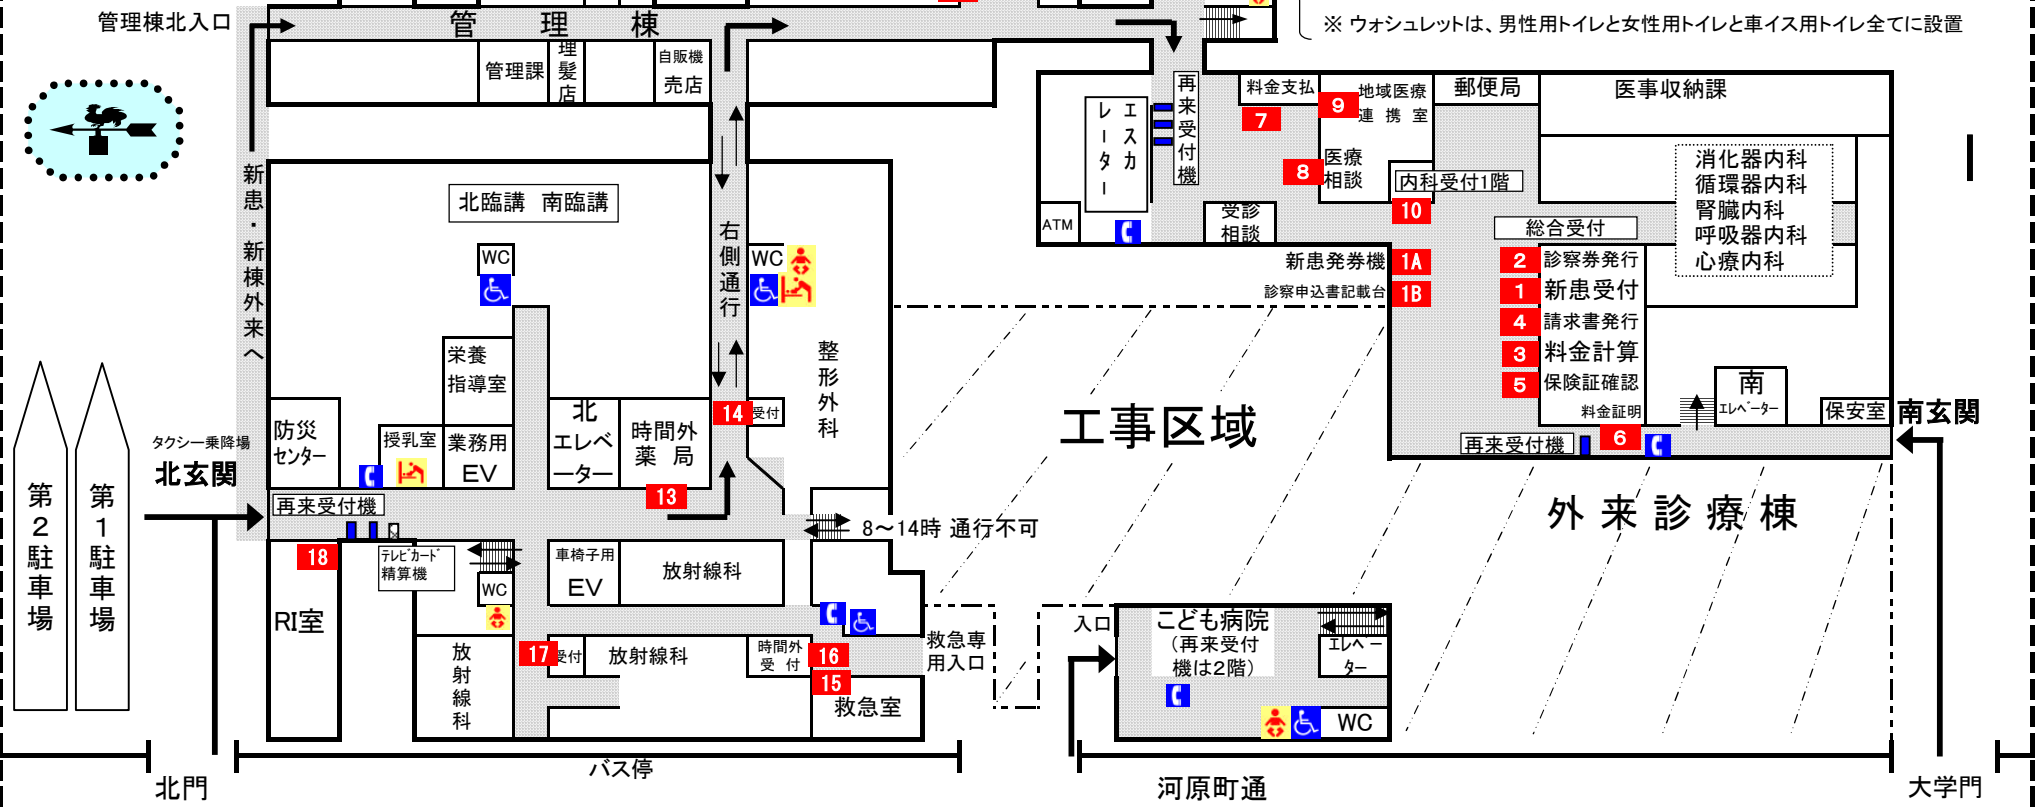 管理棟北入口
管理棟
※ ウォシュレットは、男性用トイレと女性用トイレと車イス用トイレ全てに設置
管理課
理髪店
自販機
売店
エスカレーター
再来受付機
料金支払
7
9
地域医療
連携室
郵便局
医事収納課
8
医療
相談
内科受付1階
10
消化器内科
循環器内科
腎臓内科
呼吸器内科
心療内科
新患・新棟外来へ
北臨講 南臨講
右側通行
ATM
受診
相談
総合受付
WC
WC
新患発券機
1A
診察申込書記載台
1B
2
診察券発行
1
新患受付
4
請求書発行
3
料金計算
5
保険証確認
料金証明
6
栄養
指導室
整形外科
工事区域
南
エレベーター
保安室
南玄関
再来受付機
第2駐車場
第1駐車場
タクシー乗降場
北玄関
防災
センター
授乳室
業務用
EV
北
エレベ
ーター
時間外
薬局
14
受付
13
再来受付機
8～14時 通行不可
外来診療棟
18
テレビカード
精算機
WC
車椅子用
EV
放射線科
RI室
放射線科
17
受付
放射線科
時間外
受付
16
15
救急室
救急専
用入口
入口
こども病院
（再来受付
機は2階）
エレベー
ター
WC
北門
バス停
河原町通
大学門